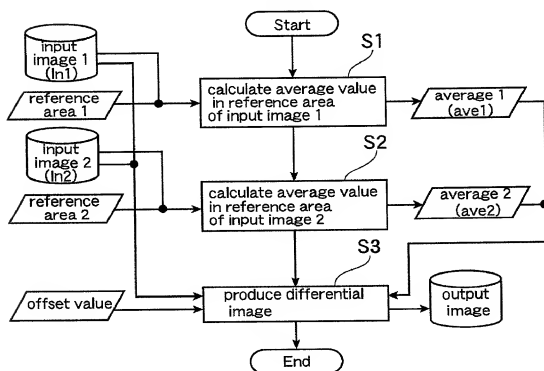 Start
S1
input
image 1
(In1)
reference
area 1
calculate average value
in reference area
of input image 1
average 1
(ave1)
S2
input
image 2
(In2)
reference
area 2
calculate average value
in reference area
of input image 2
average 2
(ave2)
S3
offset value
produce differential
image
output
image
End